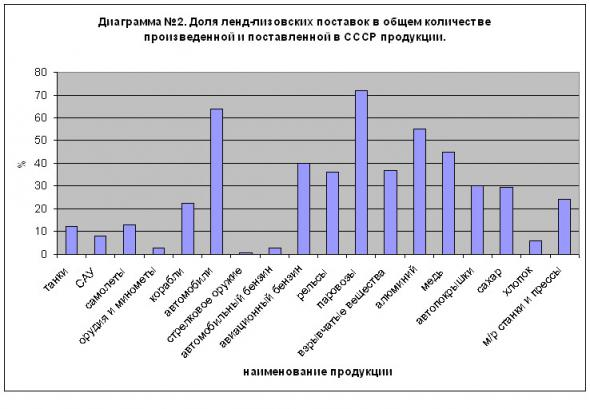 Диаграмма №2. Доля ленд-лизовских поставок в общем количестве
произведенной и поставленной в СССР продукции.
80
70
60
50
40
30
20
10
0
%
танки
САУ
самолеты
орудия и минометы
корабли
автомобили
стрелковое оружие
автомобильный бензин
авиационный бензин
рельсы
паровозы
взрывчатые вещества
алюминий
медь
автопокрышки
сахар
хлопок
м/р станки и прессы
наименование продукции